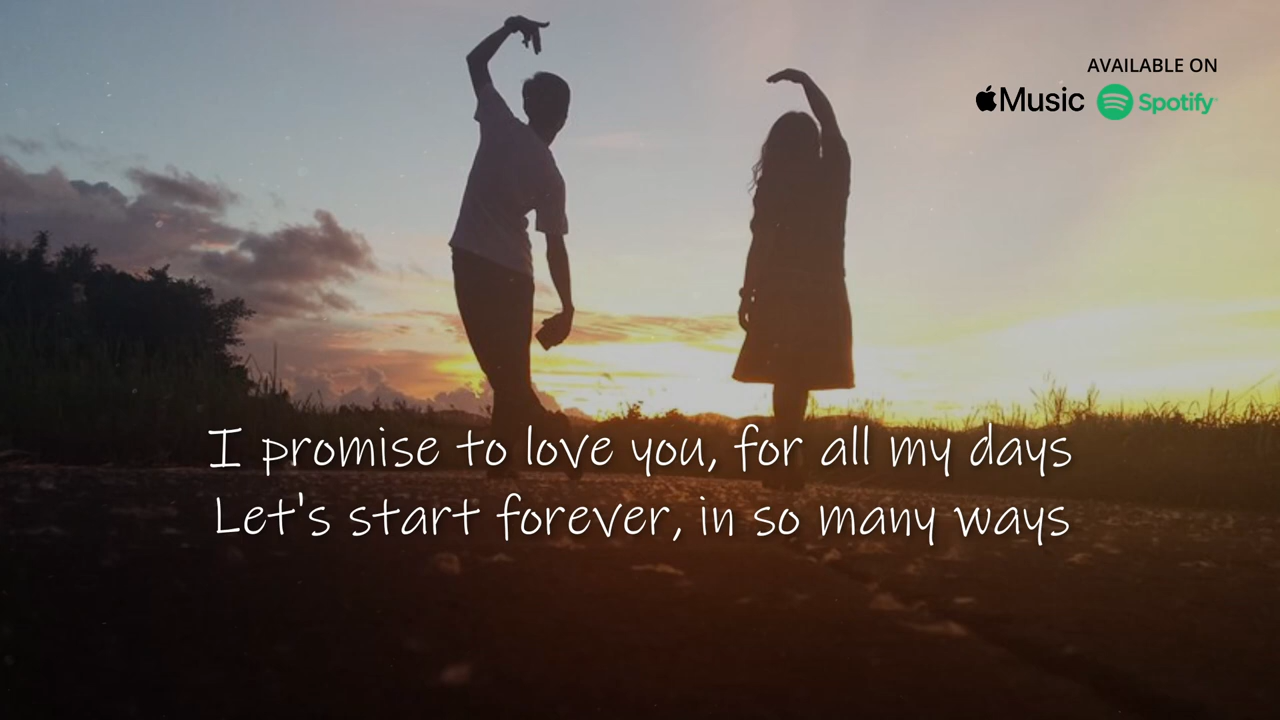 AVAILABLE ON
Music Spotify
I promise to love you, for all my days
Let's start forever, in so many ways